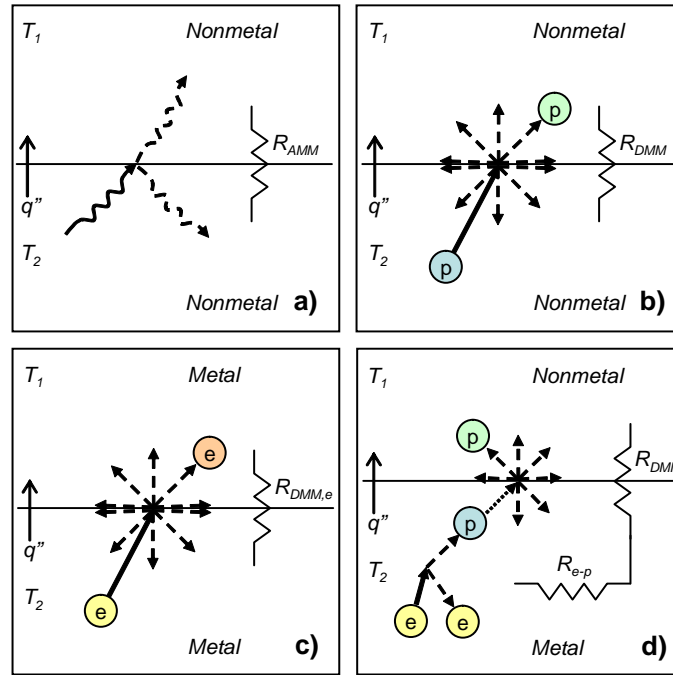 T1 Nonmetal
RAMM
q"
T2
Nonmetal a)
T1 Nonmetal
p
RDMM
q"
T2
p
Nonmetal b)
T1 Metal
e
RDMM,e
q"
T2
e
Metal c)
T1 Nonmetal
p
RDMM
q"
p
T2
Re-p
e e
Metal d)